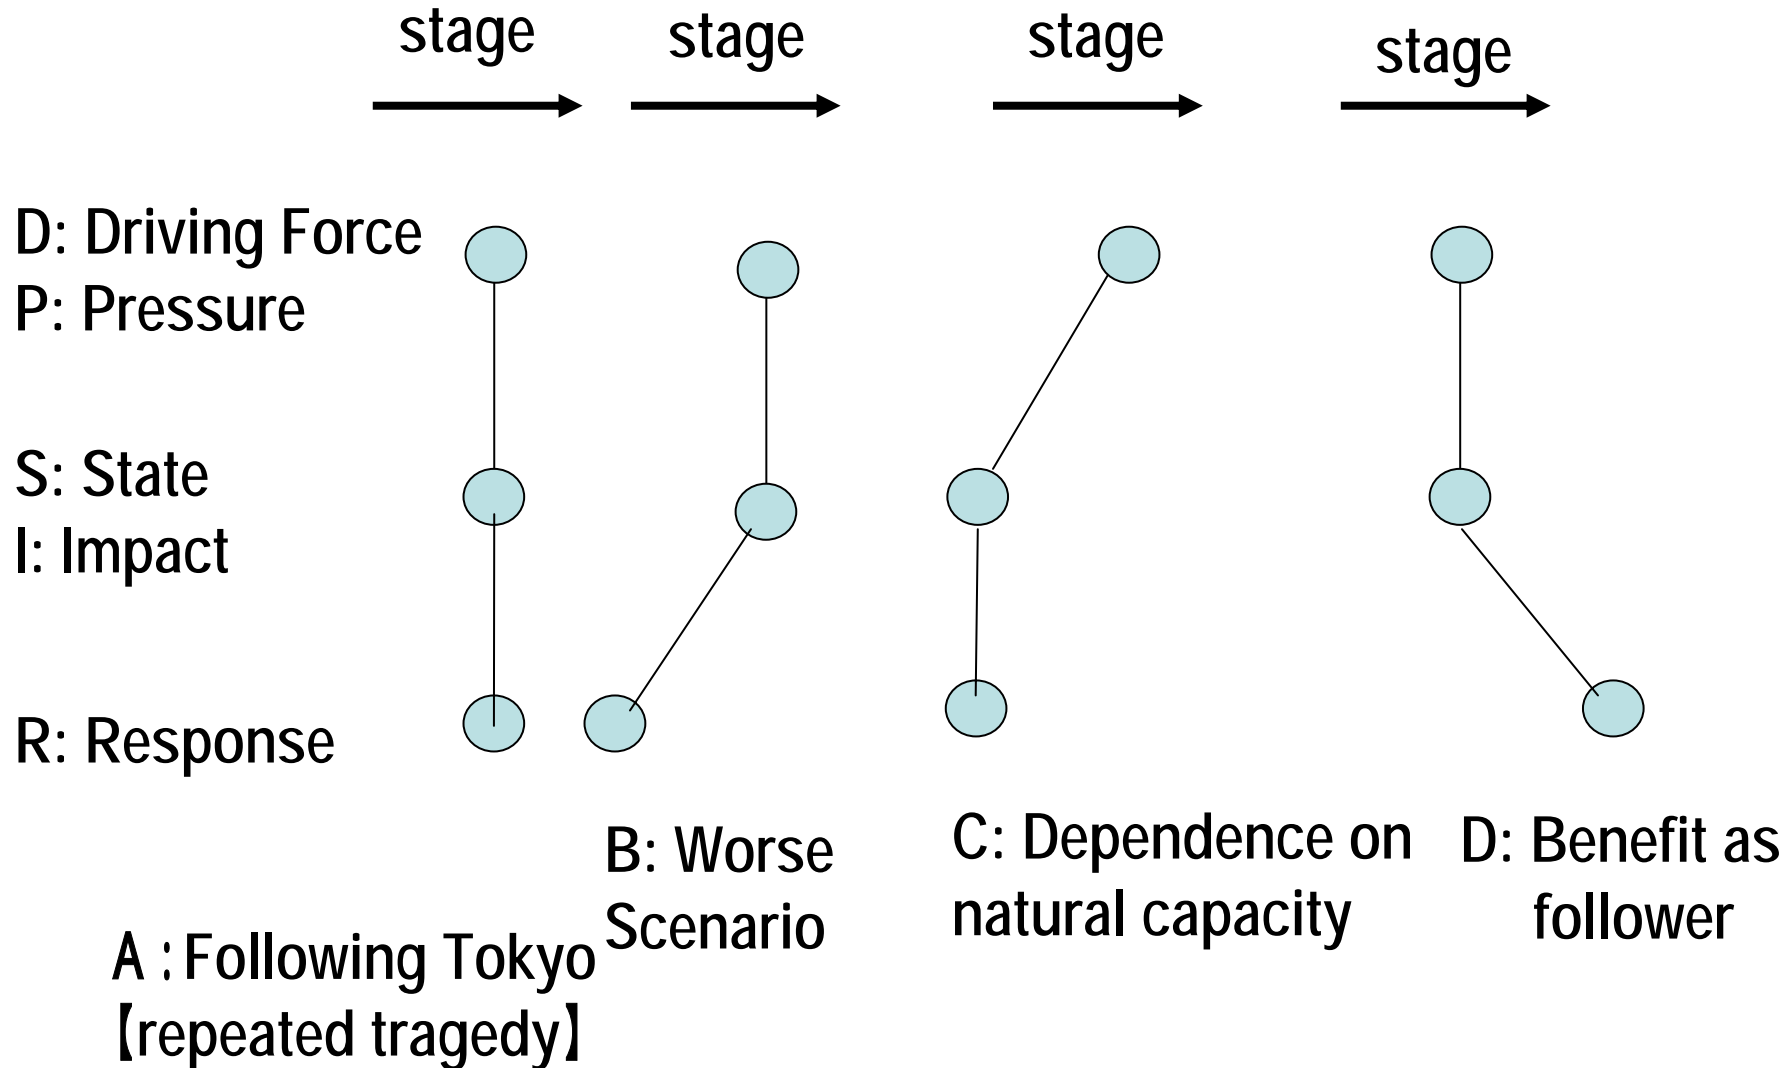 stage
stage
stage
stage
D: Driving Force
P: Pressure
S: State
I: Impact
R: Response
A : Following Tokyo
【repeated tragedy】
B: Worse
Scenario
C: Dependence on
natural capacity
D: Benefit as
follower